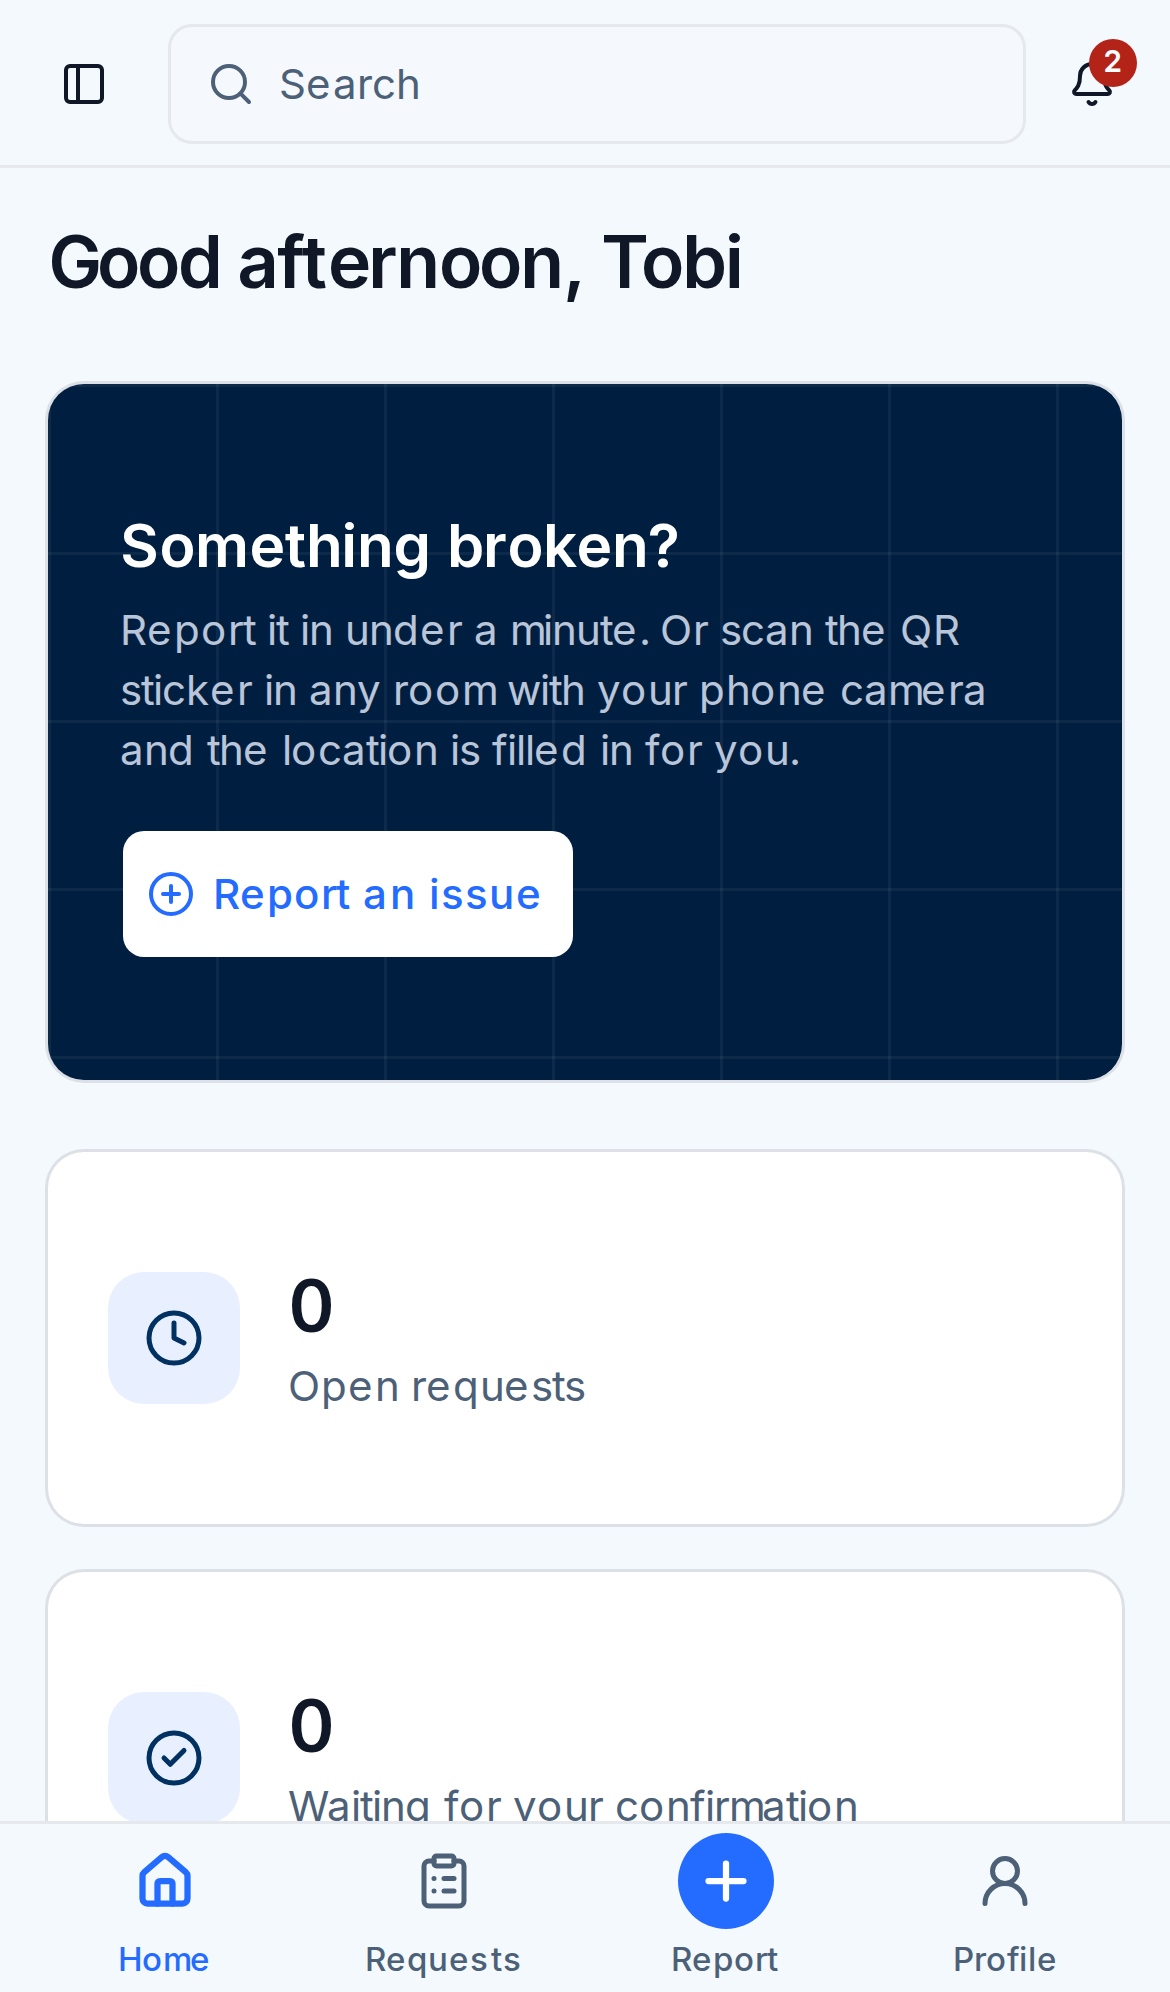 Search
2
Good afternoon, Tobi
Something broken?
Report it in under a minute. Or scan the QR
sticker in any room with your phone camera
and the location is filled in for you.
Report an issue
0
Open requests
0
Waiting for your confirmation
Home
Requests
Report
Profile